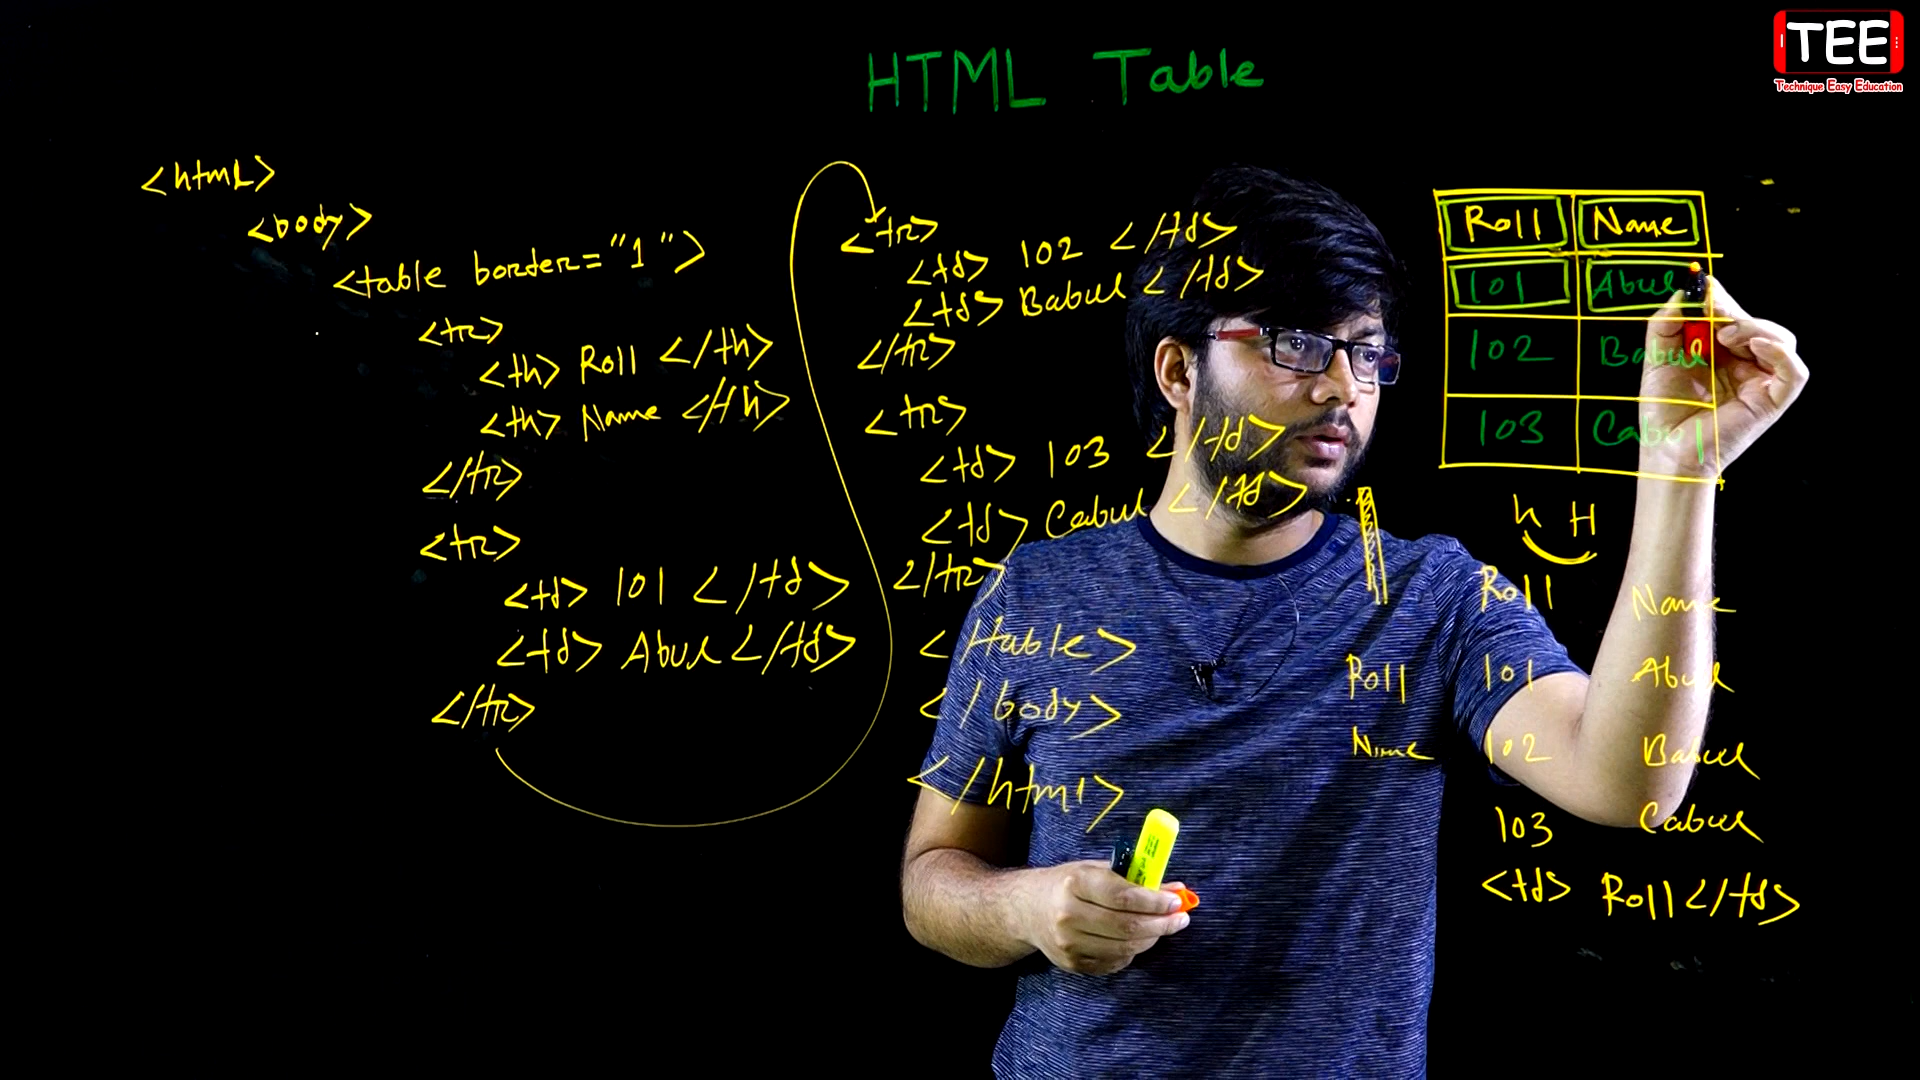 TEE
Technique Easy Education
HTML Table
<html>
<body>
<table border="1">
<tr>
<th> Roll </th>
<th> Name </th>
</tr>
<tr>
<td> 101 </td>
<td> Abul </td>
</tr>
<tr>
<td> 102 </td>
<td> Babul </td>
</tr>
<tr>
<td> 103 </td>
<td> Cabul </td>
</tr>
</table>
</body>
</html>
Roll Name
101 Abul
102 Babul
103 Cabul
h H
Roll Name
Roll 101 Abul
Name 102 Babul
103 Cabul
<td> Roll </td>